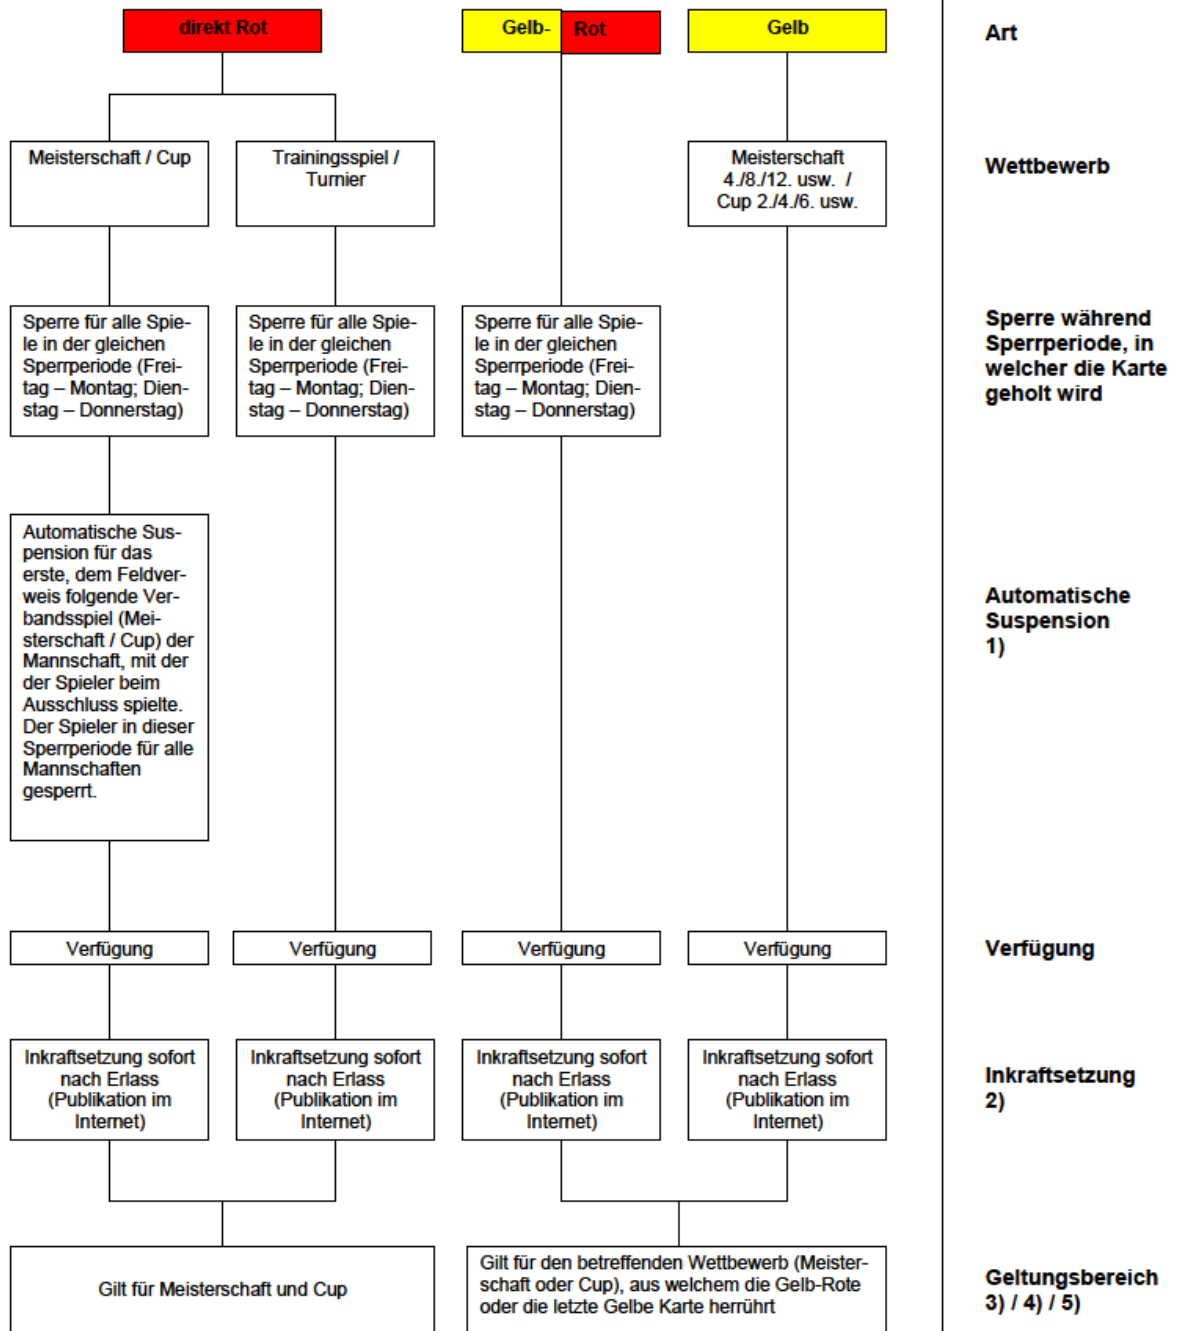 direkt Rot
Gelb- Rot
Gelb
Art
Meisterschaft / Cup
Trainingsspiel /
Turnier
Meisterschaft
4./8./12. usw. /
Cup 2./4./6. usw.
Wettbewerb
Sperre für alle Spie-
le in der gleichen
Sperrperiode (Frei-
tag – Montag; Dien-
stag – Donnerstag)
Sperre für alle Spie-
le in der gleichen
Sperrperiode (Frei-
tag – Montag; Dien-
stag – Donnerstag)
Sperre für alle Spie-
le in der gleichen
Sperrperiode (Frei-
tag – Montag; Dien-
stag – Donnerstag)
Sperre während
Sperrperiode, in
welcher die Karte
geholt wird
Automatische Sus-
pension für das
erste, dem Feldver-
weis folgende Ver-
bandsspiel (Mei-
sterschaft / Cup) der
Mannschaft, mit der
der Spieler beim
Ausschluss spielte.
Der Spieler in dieser
Sperrperiode für alle
Mannschaften
gesperrt.
Automatische
Suspension
1)
Verfügung
Verfügung
Verfügung
Verfügung
Verfügung
Inkraftsetzung sofort
nach Erlass
(Publikation im
Internet)
Inkraftsetzung sofort
nach Erlass
(Publikation im
Internet)
Inkraftsetzung sofort
nach Erlass
(Publikation im
Internet)
Inkraftsetzung sofort
nach Erlass
(Publikation im
Internet)
Inkraftsetzung
2)
Gilt für Meisterschaft und Cup
Gilt für den betreffenden Wettbewerb (Meister-
schaft oder Cup), aus welchem die Gelb-Rote
oder die letzte Gelbe Karte herrührt
Geltungsbereich
3) / 4) / 5)